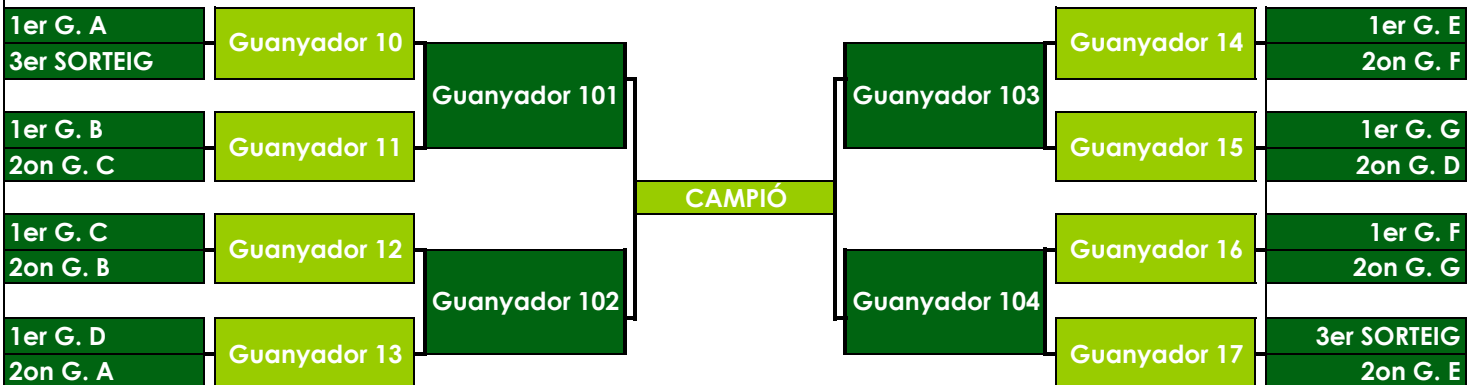 1er G. A
3er SORTEIG
Guanyador 10
Guanyador 101
1er G. B
2on G. C
Guanyador 11
1er G. C
2on G. B
Guanyador 12
Guanyador 102
1er G. D
2on G. A
Guanyador 13
CAMPIÓ
Guanyador 103
Guanyador 14
1er G. E
2on G. F
Guanyador 15
1er G. G
2on G. D
Guanyador 104
Guanyador 16
1er G. F
2on G. G
Guanyador 17
3er SORTEIG
2on G. E